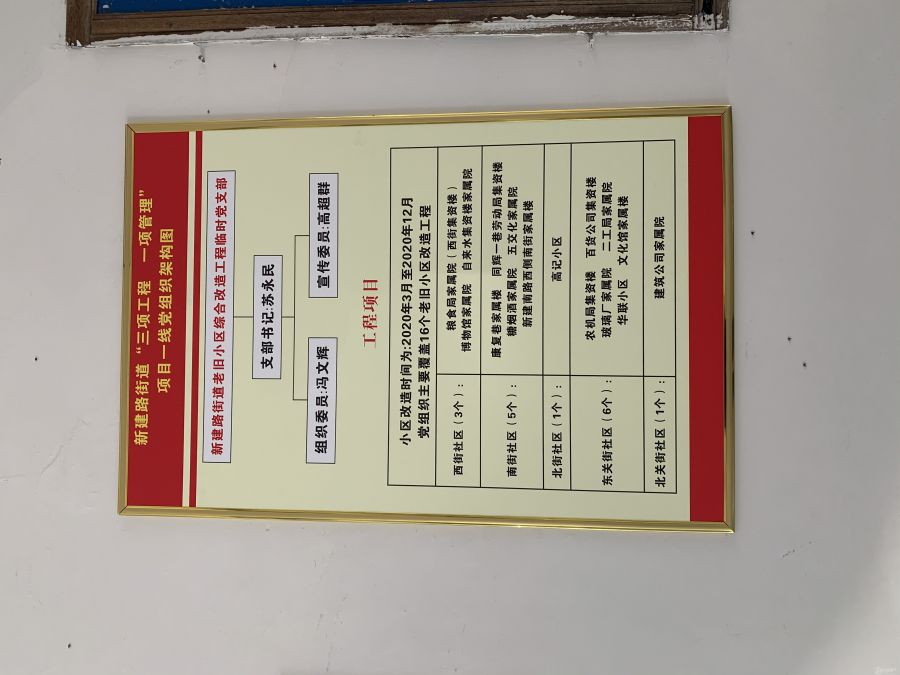 新建路街道“三项工程 一项管理”
项目一线党组织架构图
新建路街道老旧小区综合改造工程临时党支部
支部书记:苏永民
组织委员:冯文辉
宣传委员:高超群
工程项目
小区改造时间为:2020年3月至2020年12月
党组织主要覆盖16个老旧小区改造工程
西街社区（3个）:
粮食局家属院（西街集资楼）
博物馆家属院 自来水集资楼家属院
南街社区（5个）:
康复巷家属楼 同辉一巷劳动局集资楼
糖烟酒家属院 五交化家属院
新建南路西侧南街家属楼
北街社区（1个）:
高记小区
东关街社区（6个）:
农机局集资楼 百货公司集资楼
玻璃厂家属院 二工局家属院
华联小区 文化馆家属楼
北关街社区（1个）:
建筑公司家属院